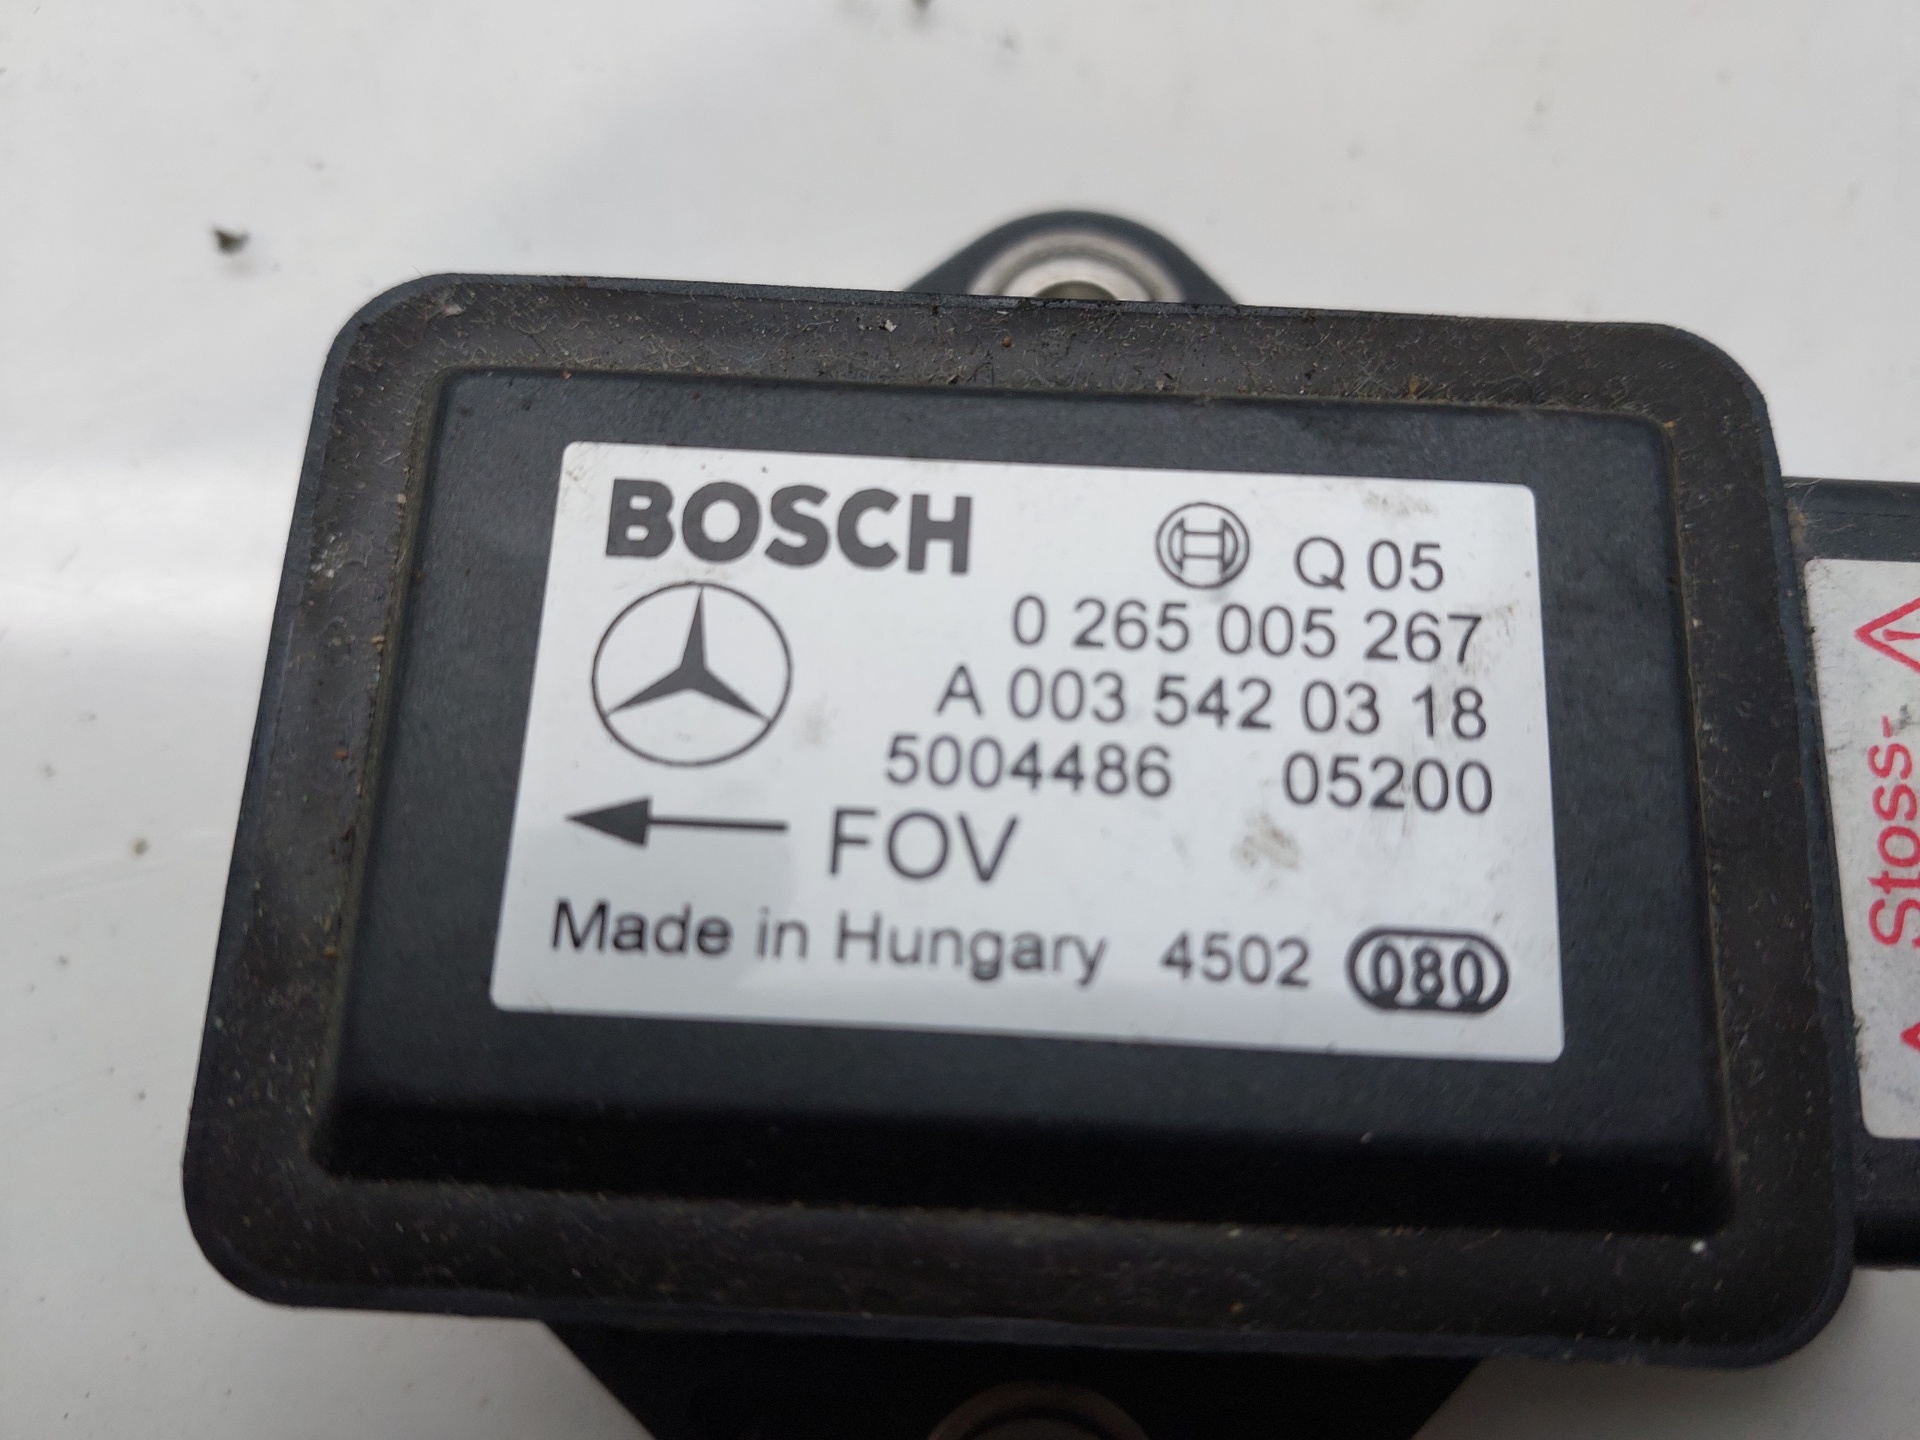 BOSCH
Q 05
0 265 005 267
A 003 542 03 18
5004486 05200
FOV
Made in Hungary 4502 080
Stoss-